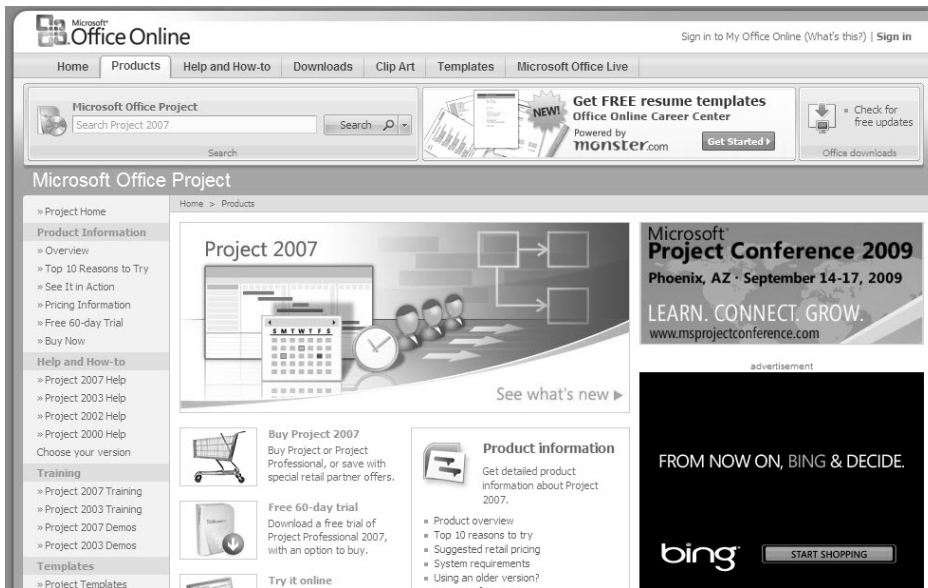 Microsoft®
Office Online
Sign in to My Office Online (What's this?) | Sign in
Home Products Help and How-to Downloads Clip Art Templates Microsoft Office Live
Microsoft Office Project
Search Project 2007
Search
Search
NEW!
Get FREE resume templates
Office Online Career Center
Powered by
monster.com
Get Started
Check for
free updates
Office downloads
Microsoft Office Project
» Project Home
Product Information
» Overview
» Top 10 Reasons to Try
» See It in Action
» Pricing Information
» Free 60-day Trial
» Buy Now
Help and How-to
» Project 2007 Help
» Project 2003 Help
» Project 2002 Help
» Project 2000 Help
Choose your version
Training
» Project 2007 Training
» Project 2003 Training
» Project 2007 Demos
» Project 2003 Demos
Templates
» Project Templates
Home > Products
Project 2007
S M T W T F S
See what's new
Buy Project 2007
Buy Project or Project
Professional, or save with
special retail partner offers.
Free 60-day trial
Download a free trial of
Project Professional 2007,
with an option to buy.
Try it online
Product information
Get detailed product
information about Project
2007.
Product overview
Top 10 reasons to try
Suggested retail pricing
System requirements
Using an older version?
Microsoft®
Project Conference 2009
Phoenix, AZ · September 14-17, 2009
LEARN. CONNECT. GROW.
www.msprojectconference.com
advertisement
FROM NOW ON, BING & DECIDE.
bing
START SHOPPING